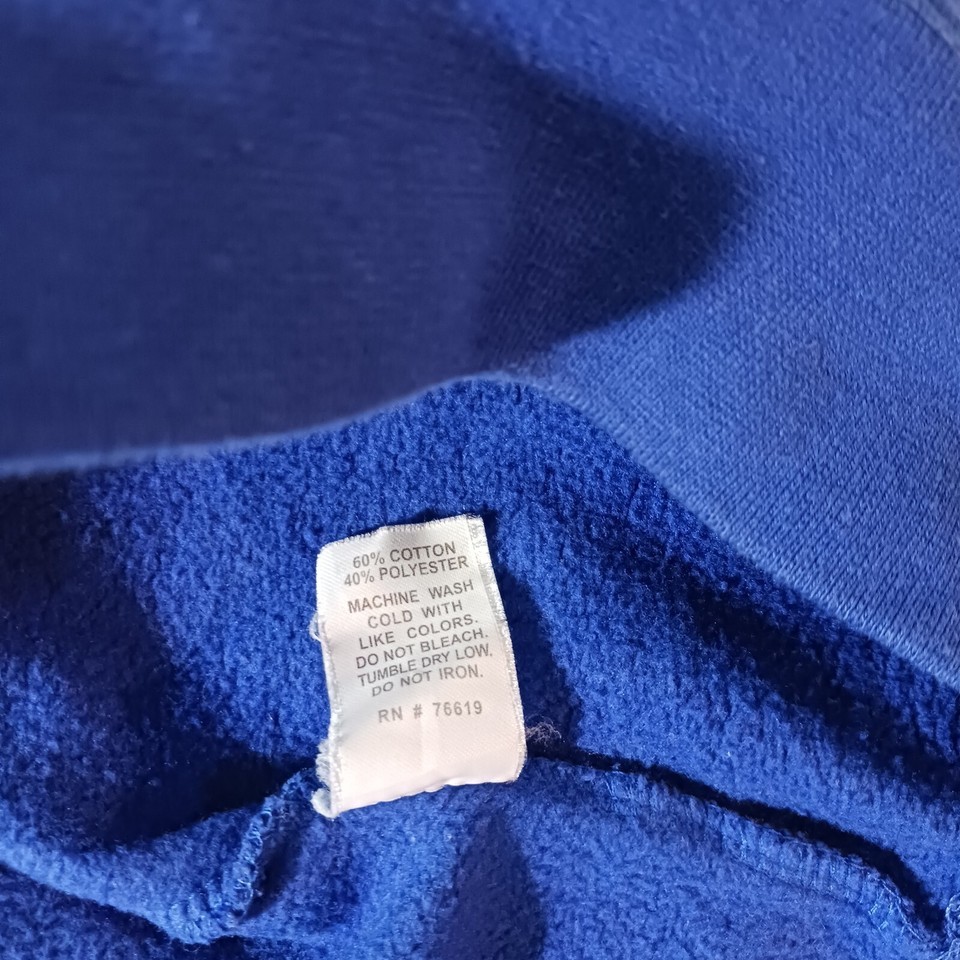 60% COTTON
40% POLYESTER
MACHINE WASH
COLD WITH
LIKE COLORS.
DO NOT BLEACH.
TUMBLE DRY LOW.
DO NOT IRON.
RN # 76619